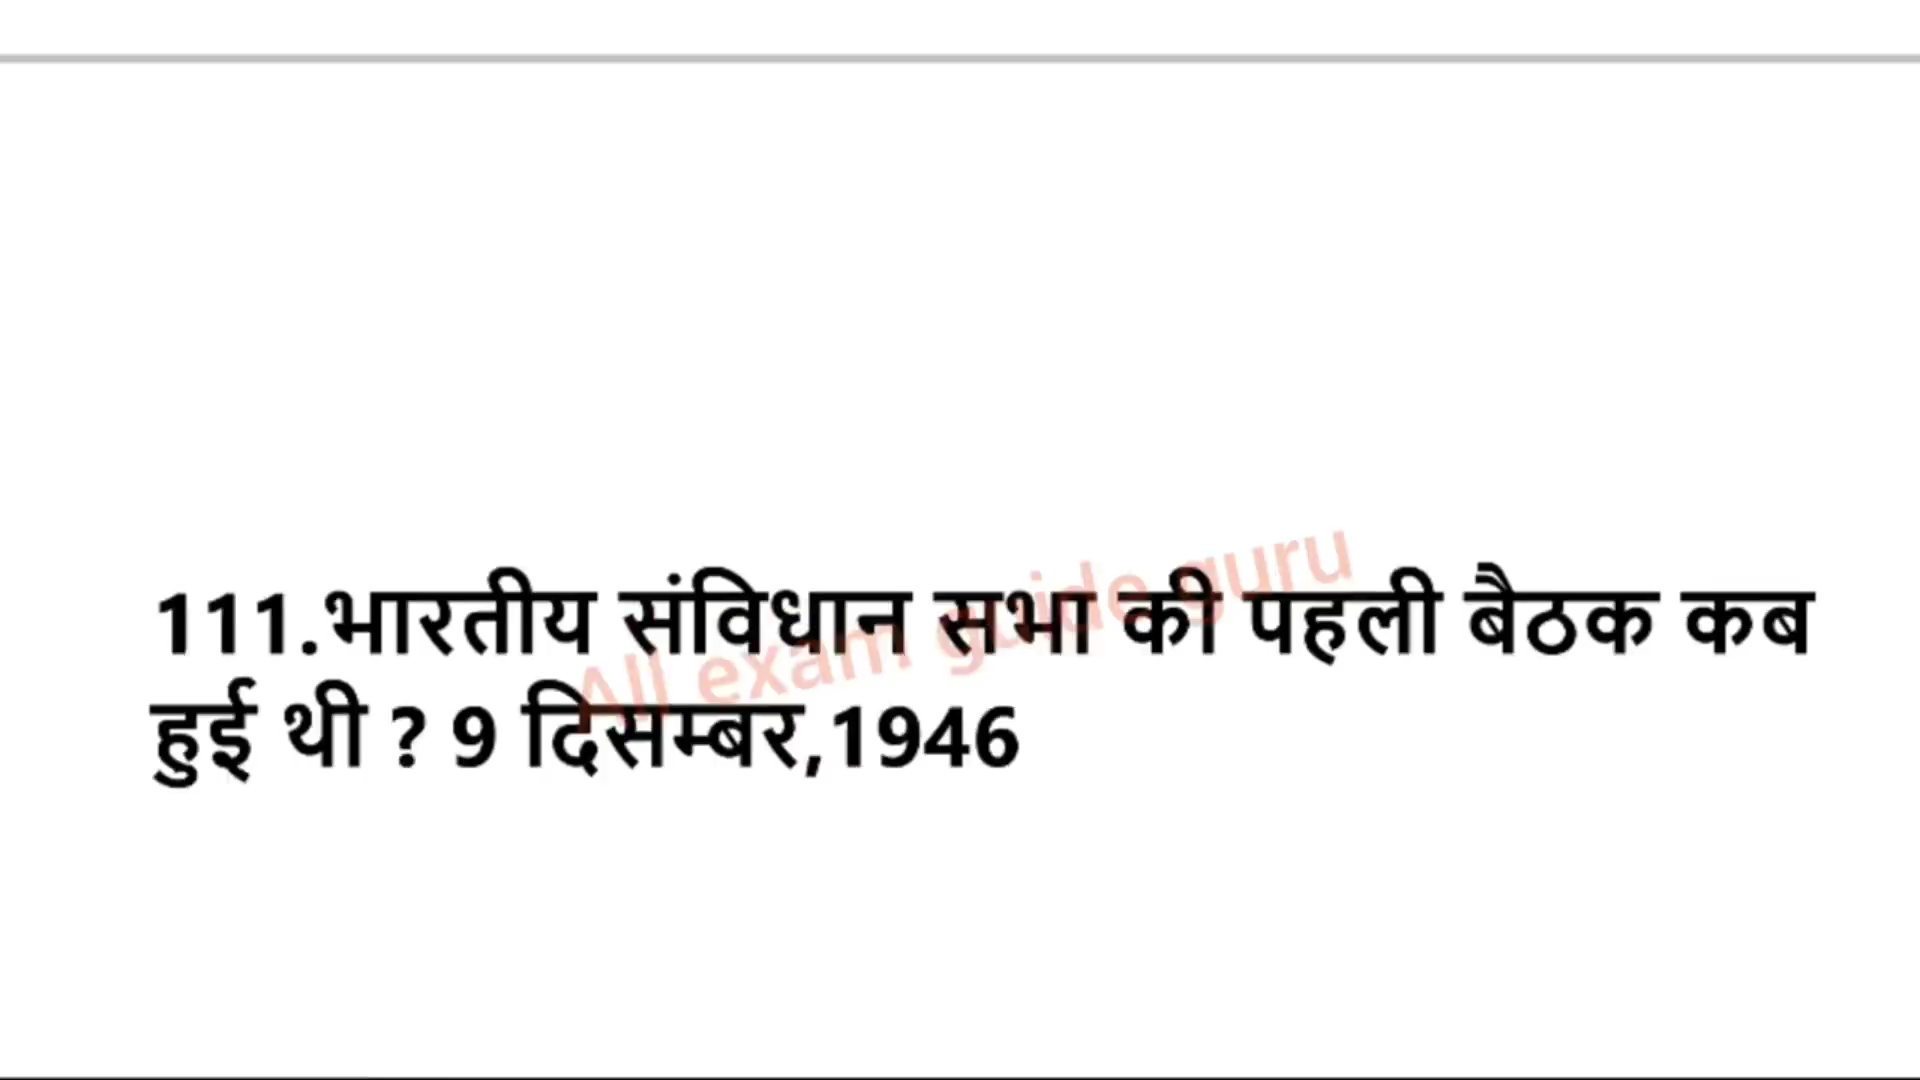 111.भारतीय संविधान सभा की पहली बैठक कब
हुई थी ? 9 दिसम्बर,1946
All exam guide guru